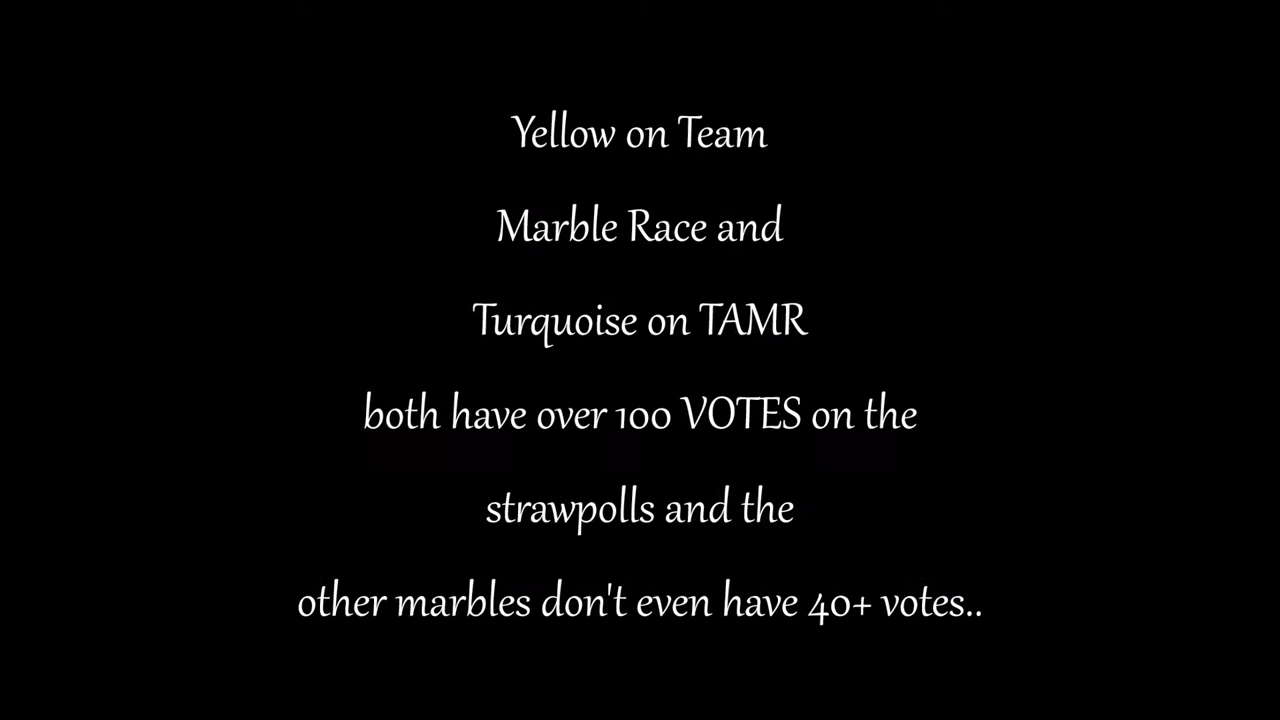 Yellow on Team
Marble Race and
Turquoise on TAMR
both have over 100 VOTES on the
strawpolls and the
other marbles don't even have 40+ votes..